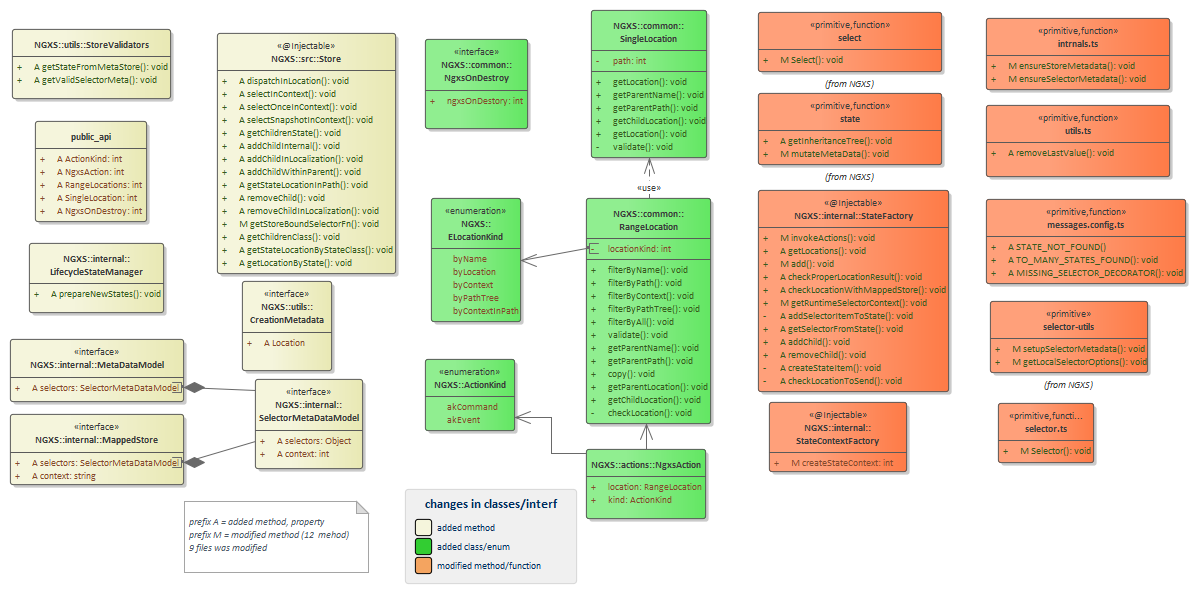 NGXS::utils::StoreValidators
+ A getStateFromMetaStore(): void
+ A getValidSelectorMeta(): void
public_api
+ A ActionKind: int
+ A NgxsAction: int
+ A RangeLocations: int
+ A SingleLocation: int
+ A NgxsOnDestroy: int
NGXS::internal::
LifecycleStateManager
+ A prepareNewStates(): void
«interface»
NGXS::internal::MetaDataModel
+ A selectors: SelectorMetaDataModel
«interface»
NGXS::internal::MappedStore
+ A selectors: SelectorMetaDataModel
+ A context: string
«@Injectable»
NGXS::src::Store
+ A dispatchInLocation(): void
+ A selectInContext(): void
+ A selectOnceInContext(): void
+ A selectSnapshotInContext(): void
+ A getChildrenState(): void
+ A addChildInternal(): void
+ A addChildInLocalization(): void
+ A addChildWithinParent(): void
+ A getStateLocationInPath(): void
+ A removeChild(): void
+ A removeChildInLocalization(): void
+ M getStoreBoundSelectorFn(): void
+ A getChildrenClass(): void
+ A getStateLocationByStateClass(): void
+ A getLocationByState(): void
«interface»
NGXS::utils::
CreationMetadata
+ A Location
«interface»
NGXS::internal::
SelectorMetaDataModel
+ A selectors: Object
+ A context: int
prefix A = added method, property
prefix M = modified method (12 mehod)
9 files was modified
«interface»
NGXS::common::
NgxsOnDestroy
+ ngxsOnDestory: int
«enumeration»
NGXS::
ELocationKind
byName
byLocation
byContext
byPathTree
byContextInPath
«enumeration»
NGXS::ActionKind
akCommand
akEvent
changes in classes/interf
added method
added class/enum
modified method/function
NGXS::common::
SingleLocation
- path: int
+ getLocation(): void
+ getParentName(): void
+ getParentPath(): void
+ getChildLocation(): void
+ getLocation(): void
- validate(): void
«use»
NGXS::common::
RangeLocation
- locationKind: int
+ filterByName(): void
+ filterByPath(): void
+ filterByContext(): void
+ filterByPathTree(): void
+ filterByAll(): void
+ validate(): void
+ getParentName(): void
+ getParentPath(): void
+ copy(): void
+ getParentLocation(): void
+ getChildLocation(): void
- checkLocation(): void
NGXS::actions::NgxsAction
+ location: RangeLocation
+ kind: ActionKind
«primitive,function»
select
+ M Select(): void
(from NGXS)
«primitive,function»
state
+ A getInheritanceTree(): void
+ M mutateMetaData(): void
(from NGXS)
«@Injectable»
NGXS::internal::StateFactory
+ M invokeActions(): void
+ A getLocations(): void
+ M add(): void
+ A checkProperLocationResult(): void
+ A checkLocationWithMappedStore(): void
+ M getRuntimeSelectorContext(): void
- A addSelectorItemToState(): void
+ A getSelectorFromState(): void
+ A addChild(): void
+ A removeChild(): void
- A createStateItem(): void
- A checkLocationToSend(): void
«@Injectable»
NGXS::internal::
StateContextFactory
+ M createStateContext: int
«primitive,function»
intrnals.ts
+ M ensureStoreMetadata(): void
+ M ensureSelectorMetadata(): void
«primitive,function»
utils.ts
+ A removeLastValue(): void
«primitive,function»
messages.config.ts
+ A STATE_NOT_FOUND()
+ A TO_MANY_STATES_FOUND(): void
+ A MISSING_SELECTOR_DECORATOR(): void
«primitive»
selector-utils
+ M setupSelectorMetadata(): void
+ M getLocalSelectorOptions(): void
(from NGXS)
«primitive,functi...
selector.ts
+ M Selector(): void